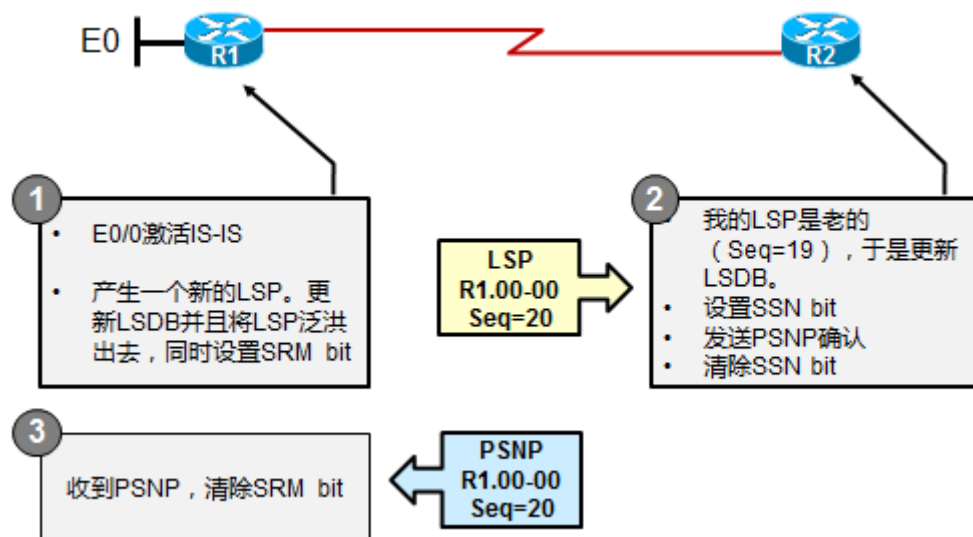 E0
R1
R2
1
• E0/0激活IS-IS
• 产生一个新的LSP。更
新LSDB并且将LSP泛洪
出去，同时设置SRM bit
LSP
R1.00-00
Seq=20
2
• 我的LSP是老的
（Seq=19），于是更新
LSDB。
• 设置SSN bit
• 发送PSNP确认
• 清除SSN bit
3
收到PSNP，清除SRM bit
PSNP
R1.00-00
Seq=20